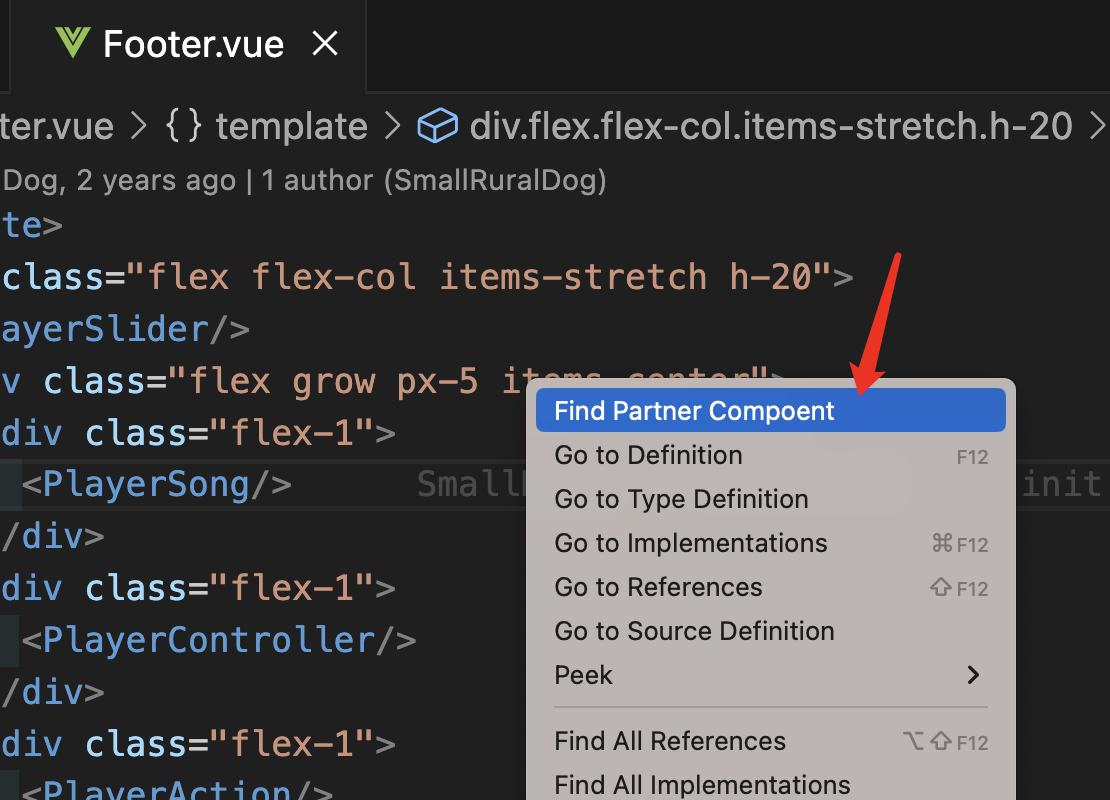 Footer.vue
ter.vue > {} template > div.flex.flex-col.items-stretch.h-20 >
Dog, 2 years ago | 1 author (SmallRuralDog)
te>
class="flex flex-col items-stretch h-20">
ayerSlider/>
v class="flex grow px-5 items-center">
Find Partner Compoent
div class="flex-1">
Go to Definition F12
<PlayerSong/> Small init
Go to Type Definition
/div>
Go to Implementations ⌘F12
div class="flex-1">
Go to References ⇧F12
<PlayerController/>
Go to Source Definition
/div>
Peek >
div class="flex-1">
Find All References ⌥⇧F12
<PlayerAction/>
Find All Implementations